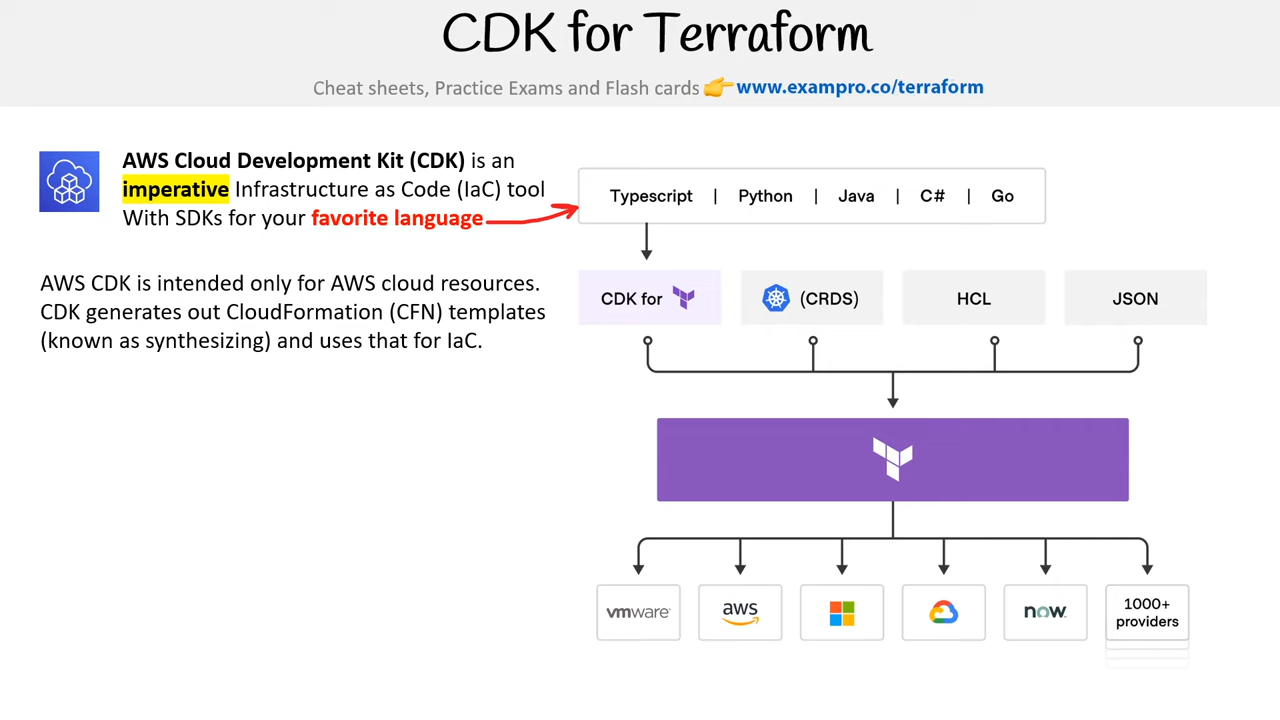 CDK for Terraform
Cheat sheets, Practice Exams and Flash cards 👉 www.exampro.co/terraform
AWS Cloud Development Kit (CDK) is an
imperative Infrastructure as Code (IaC) tool
With SDKs for your favorite language
AWS CDK is intended only for AWS cloud resources.
CDK generates out CloudFormation (CFN) templates
(known as synthesizing) and uses that for IaC.
Typescript | Python | Java | C# | Go
CDK for
(CRDS)
HCL
JSON
vmware
aws
now
1000+
providers